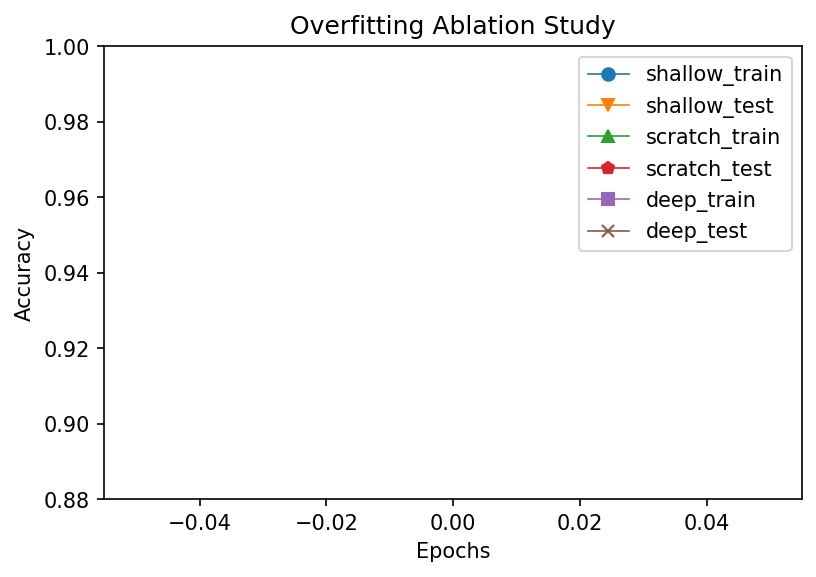 Overfitting Ablation Study
1.00
0.98
0.96
0.94
0.92
0.90
0.88
Accuracy
shallow_train
shallow_test
scratch_train
scratch_test
deep_train
deep_test
−0.04 −0.02 0.00 0.02 0.04
Epochs